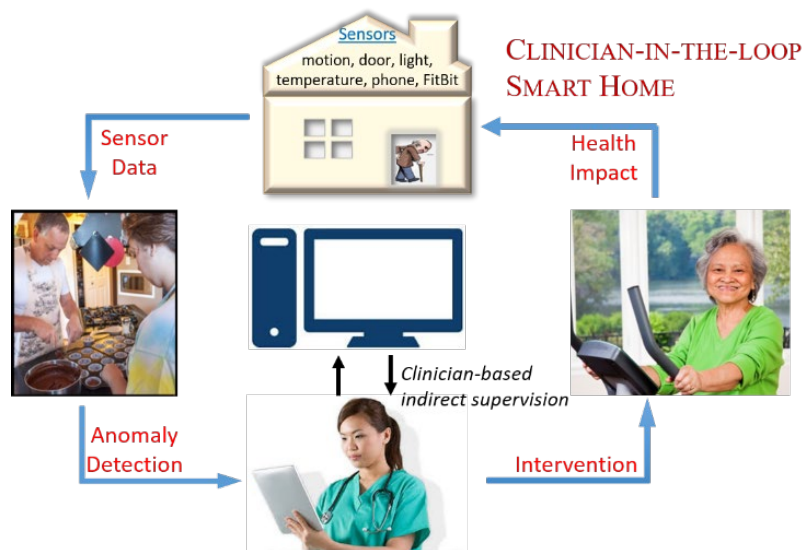 Sensors
motion, door, light,
temperature, phone, FitBit
CLINICIAN-IN-THE-LOOP
SMART HOME
Sensor
Data
Health
Impact
Clinician-based
indirect supervision
Anomaly
Detection
Intervention